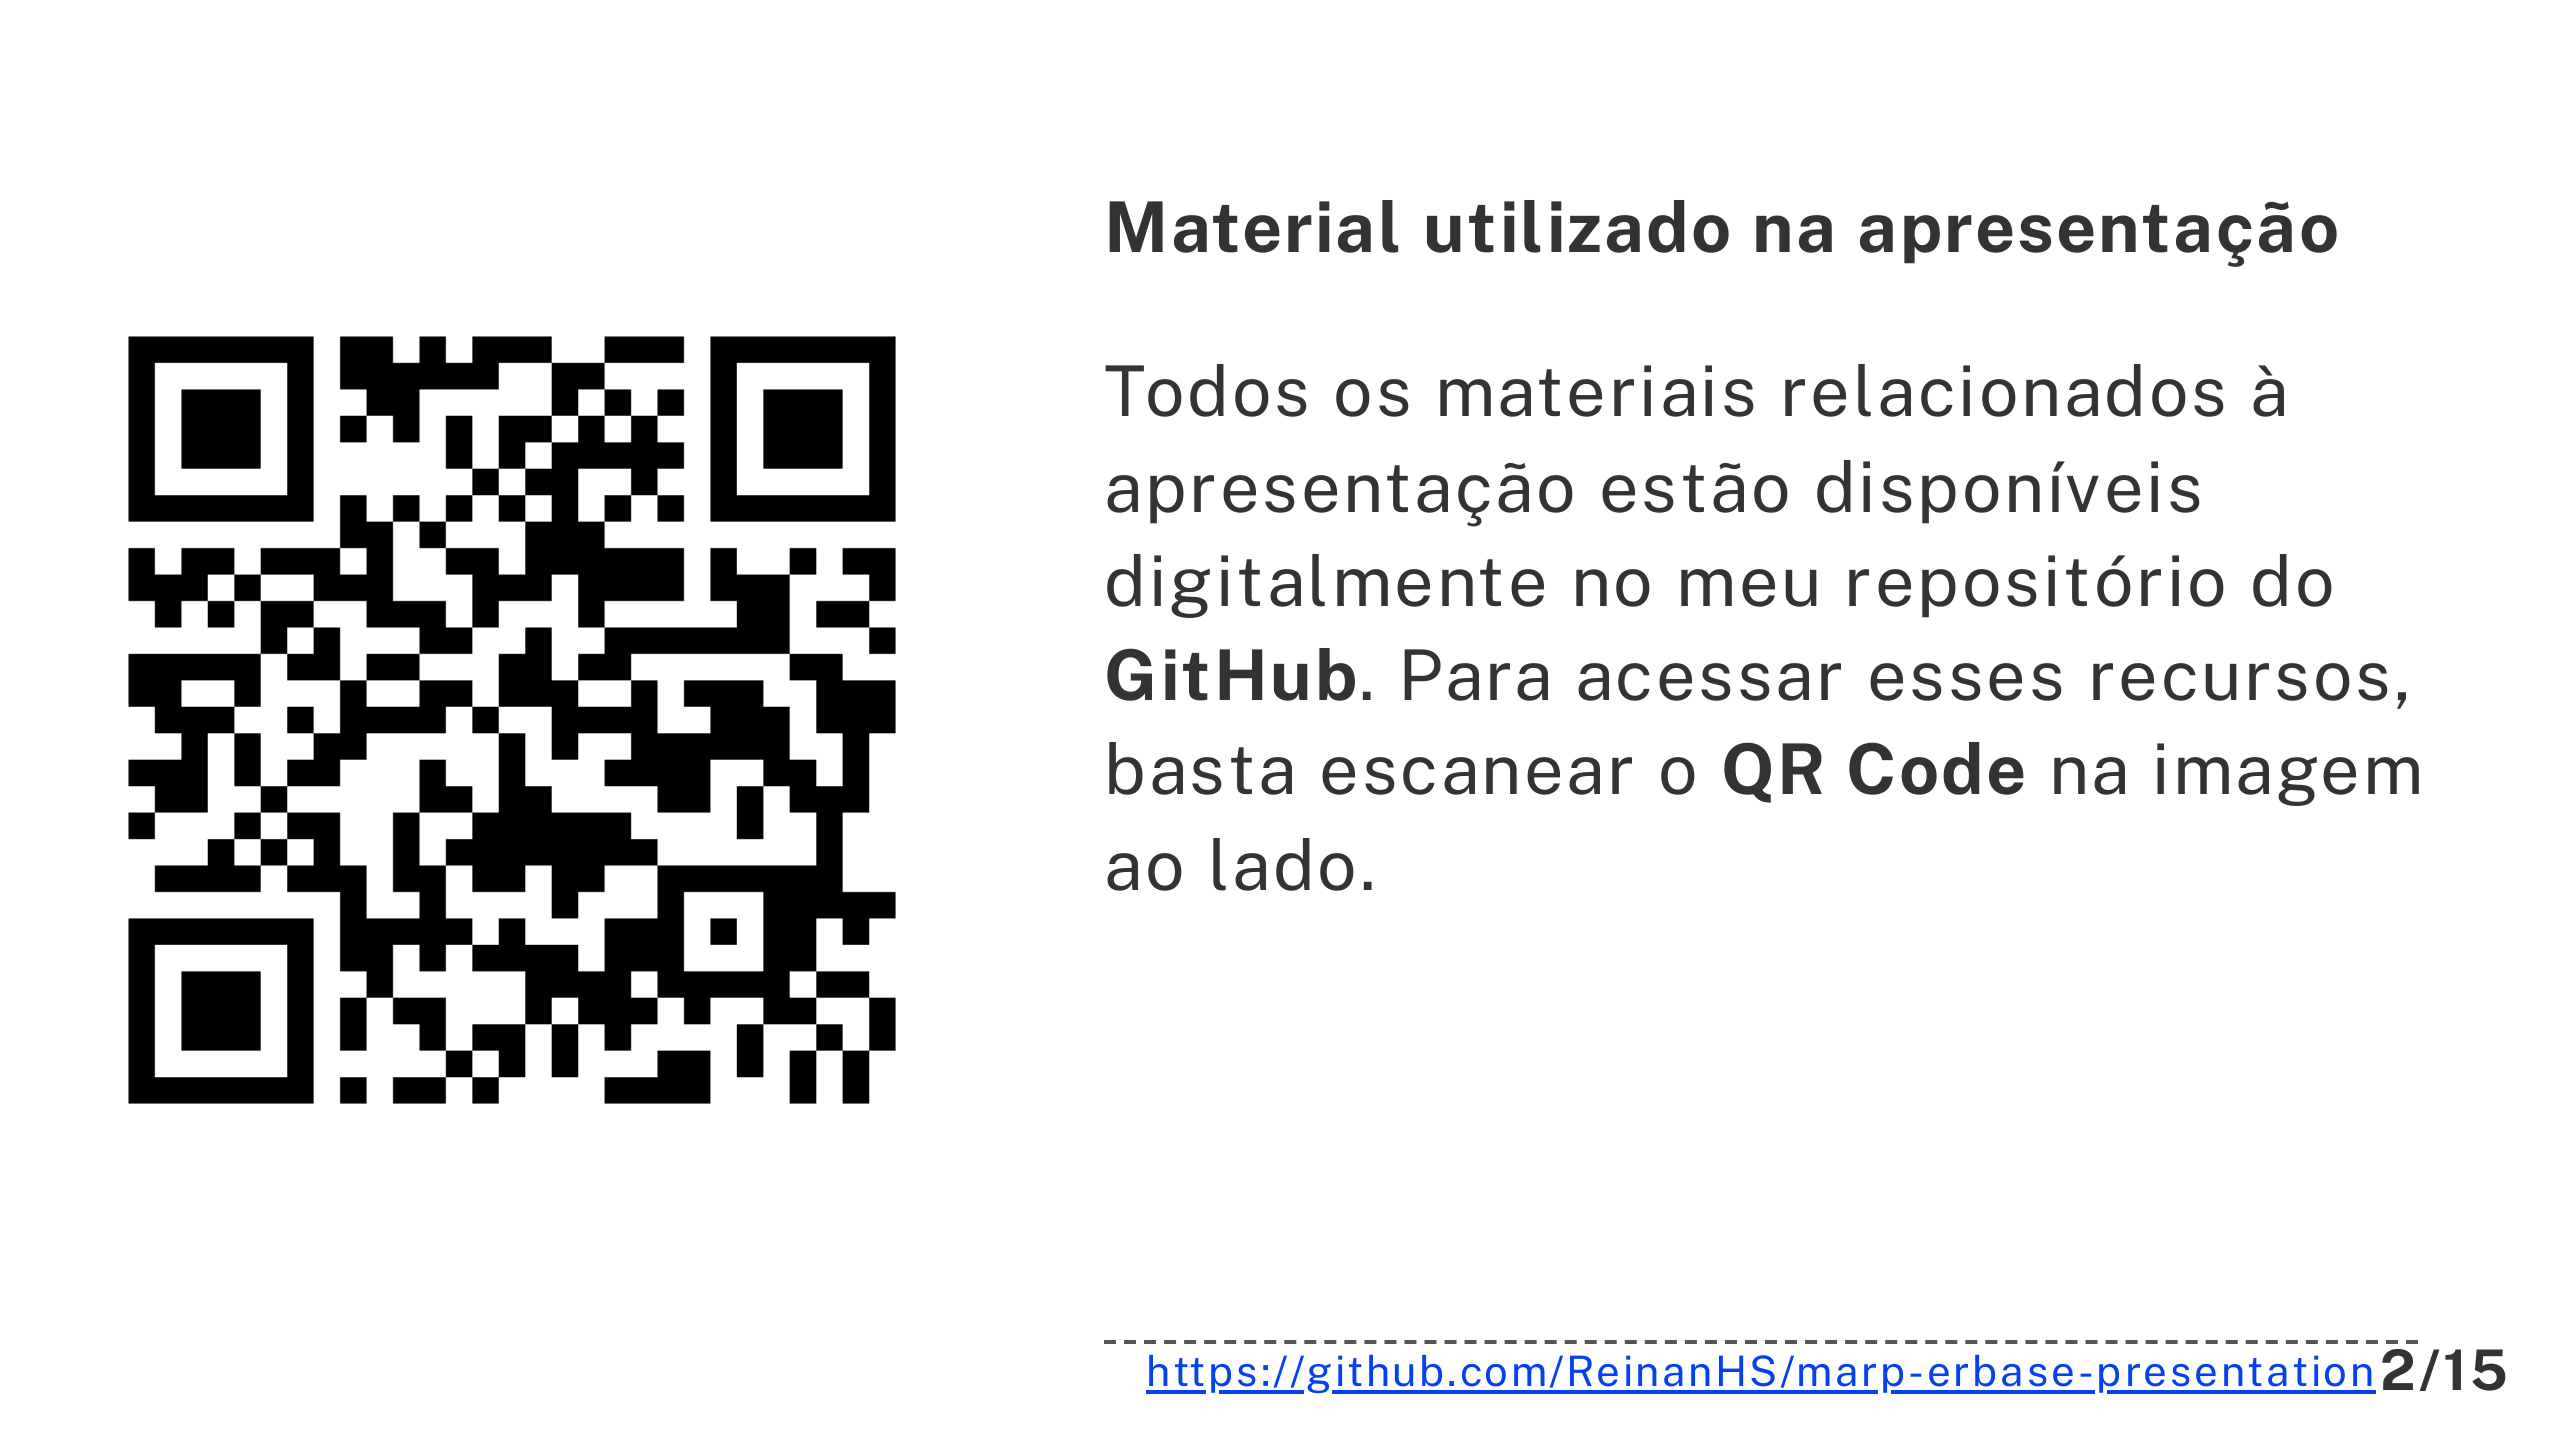 Material utilizado na apresentação
Todos os materiais relacionados à
apresentação estão disponíveis
digitalmente no meu repositório do
GitHub. Para acessar esses recursos,
basta escanear o QR Code na imagem
ao lado.
https://github.com/ReinanHS/marp-erbase-presentation
2/15